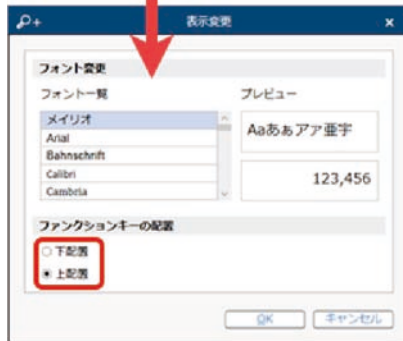 表示変更
フォント変更
フォント一覧
プレビュー
メイリオ
Arial
Bahnschrift
Calibri
Cambria
Aaあぁアァ亜宇
123,456
ファンクションキーの配置
下配置
上配置
OK
キャンセル